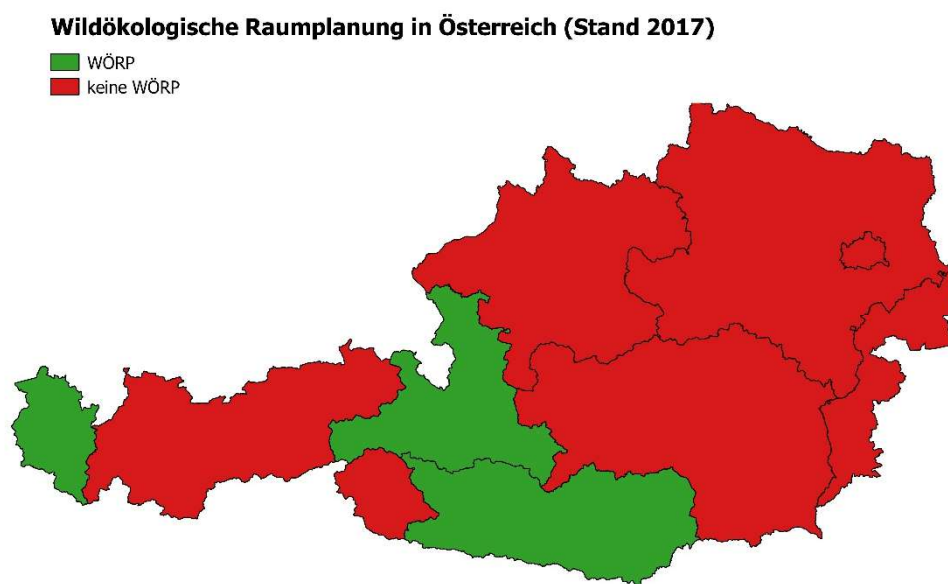 Wildökologische Raumplanung in Österreich (Stand 2017)
WÖRP
keine WÖRP